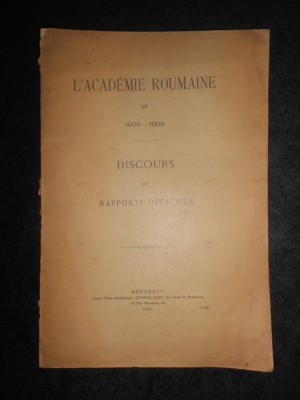 L'ACADÉMIE ROUMAINE
EN
1908 – 1909
DISCOURS
ET
RAPPORTS OFFICIELS
BUCAREST